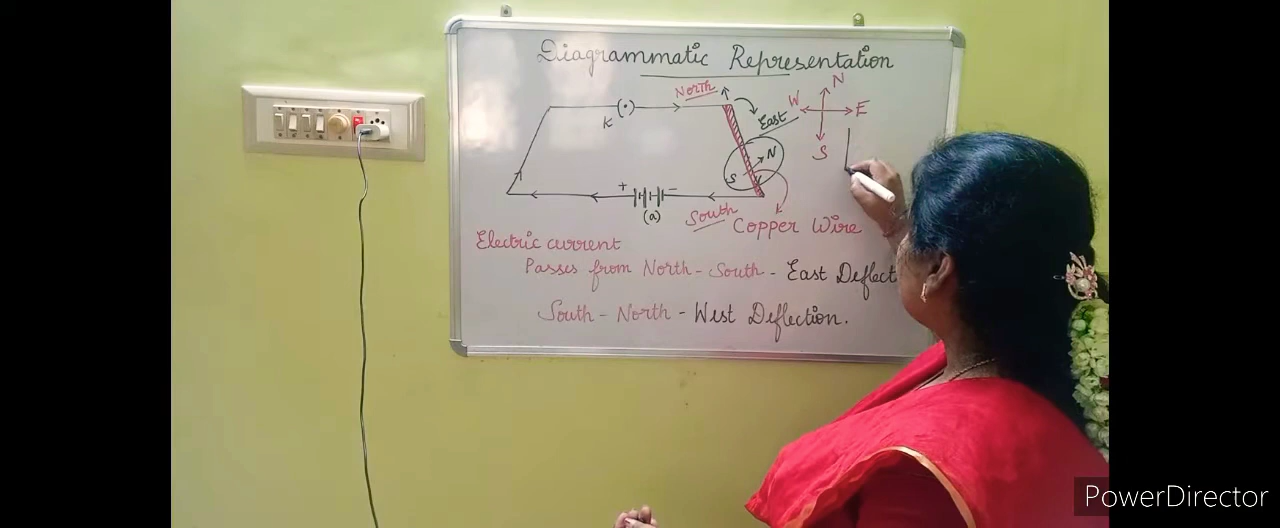 Diagrammatic Representation
North
N
K
(•)
W
E
East
S
N
S
+
-
(a)
South
Copper Wire
Electric current
Passes from North - South - East Deflect
South - North - West Deflection.
PowerDirector